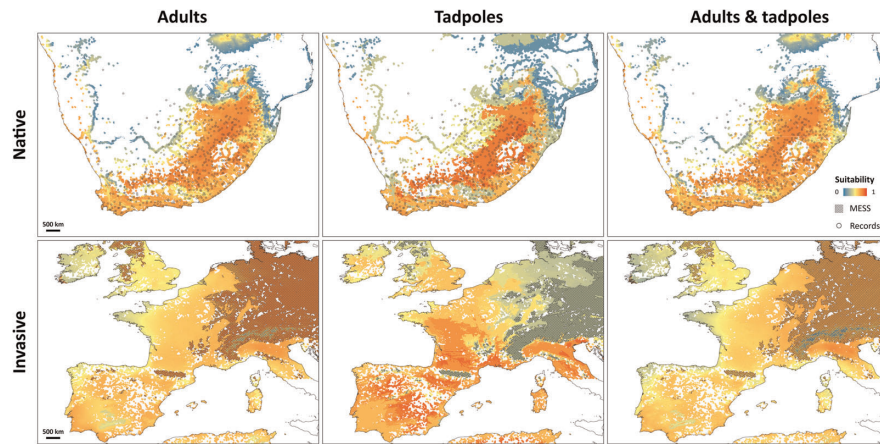 Adults
Tadpoles
Adults & tadpoles
Native
Suitability
0 1
MESS
Records
500 km
Invasive
500 km